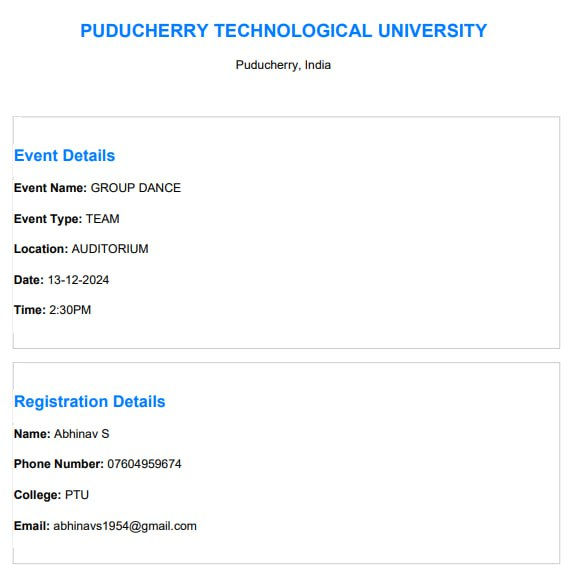 PUDUCHERRY TECHNOLOGICAL UNIVERSITY
Puducherry, India
Event Details
Event Name: GROUP DANCE
Event Type: TEAM
Location: AUDITORIUM
Date: 13-12-2024
Time: 2:30PM
Registration Details
Name: Abhinav S
Phone Number: 07604959674
College: PTU
Email: abhinavs1954@gmail.com